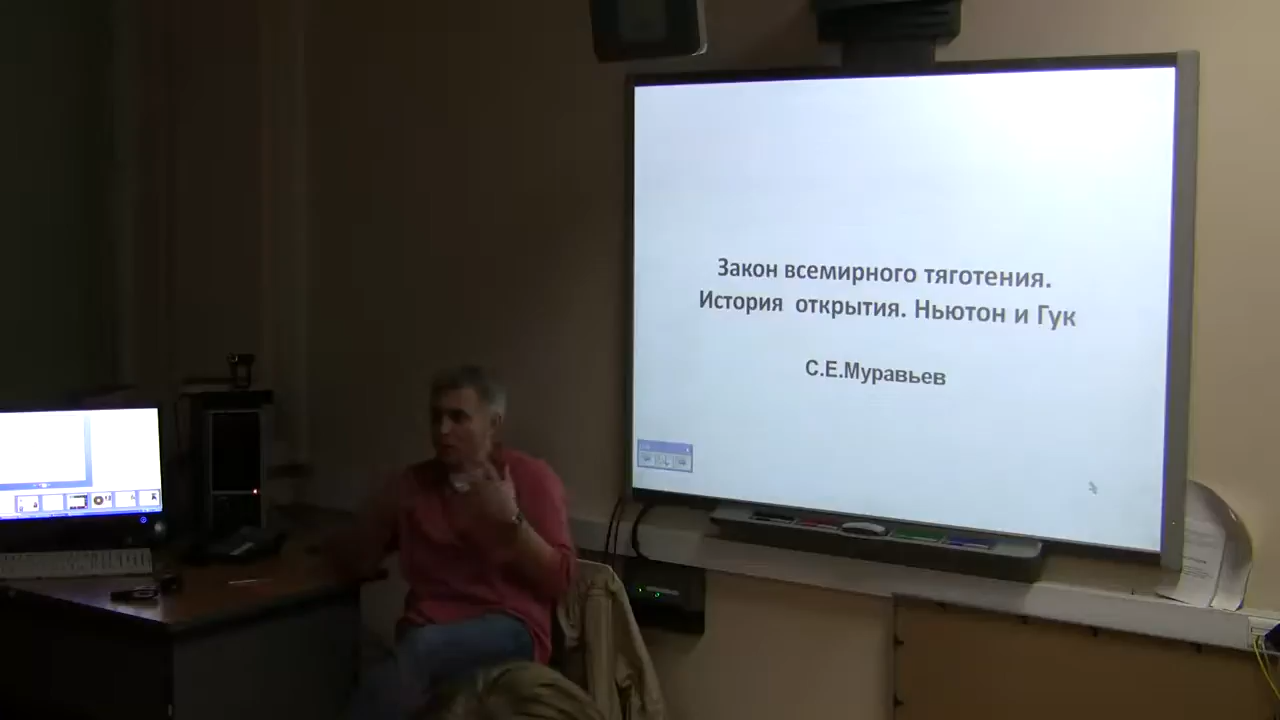 Закон всемирного тяготения.
История открытия. Ньютон и Гук
С.Е.Муравьев